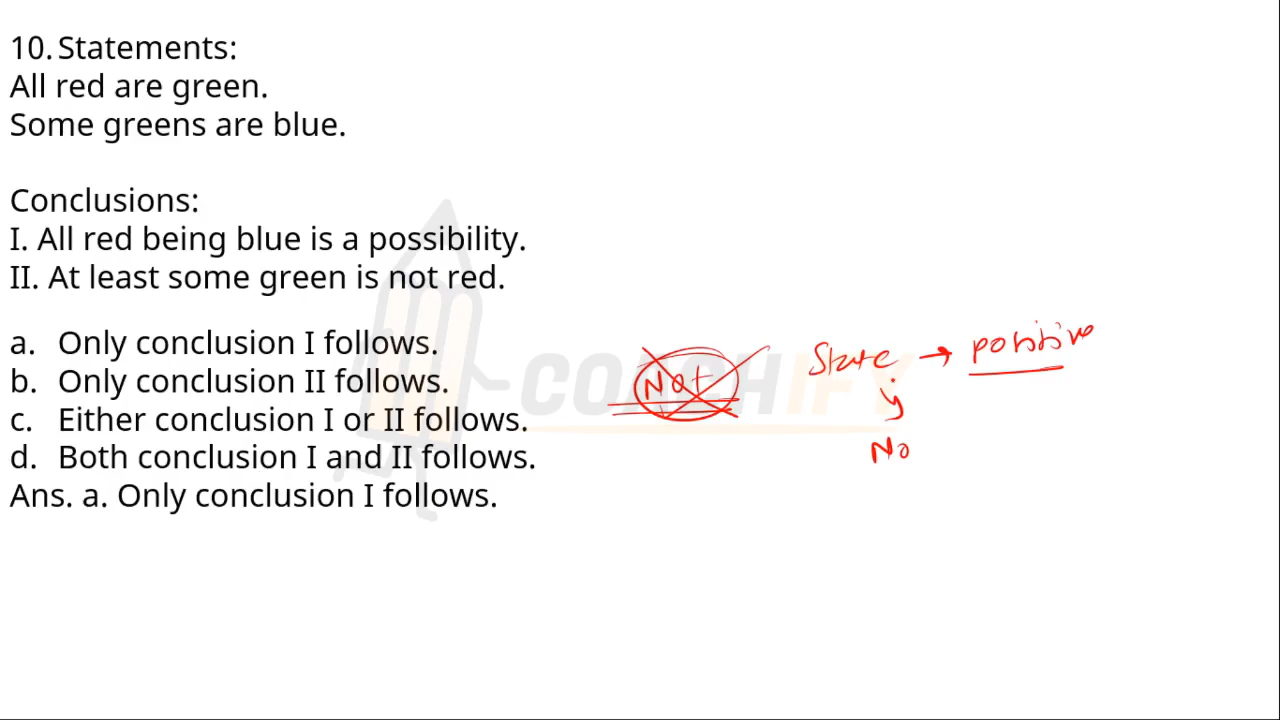 10. Statements:
All red are green.
Some greens are blue.
Conclusions:
I. All red being blue is a possibility.
II. At least some green is not red.
a. Only conclusion I follows.
b. Only conclusion II follows.
c. Either conclusion I or II follows.
d. Both conclusion I and II follows.
Ans. a. Only conclusion I follows.
COACHIFY
Not
State → positive
No